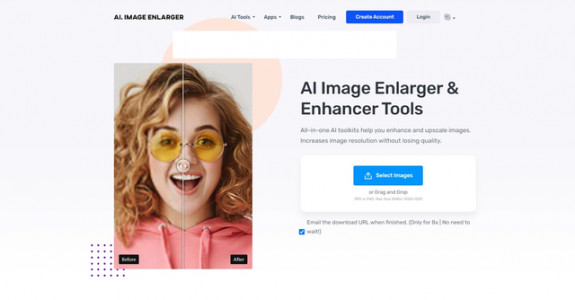 AI. IMAGE ENLARGER
AI Tools Apps Blogs Pricing Create Account Login
AI Image Enlarger &
Enhancer Tools
All-in-one AI toolkits help you enhance and upscale images.
Increases image resolution without losing quality.
Select Images
or Drag and Drop
Email the download URL when finished. (Only for 8x | No need to
wait!)
Before After